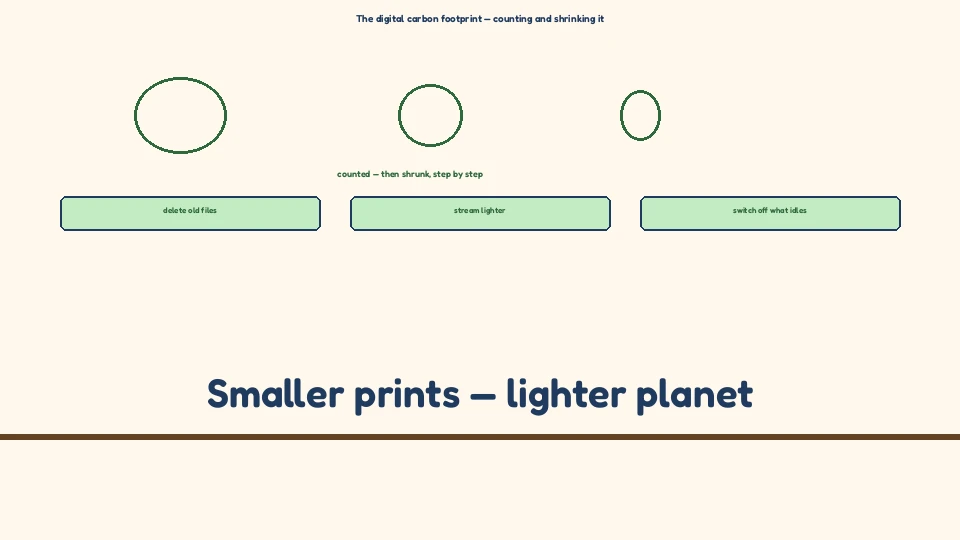 The digital carbon footprint — counting and shrinking it
counted — then shrunk, step by step
delete old files
stream lighter
switch off what idles
Smaller prints — lighter planet